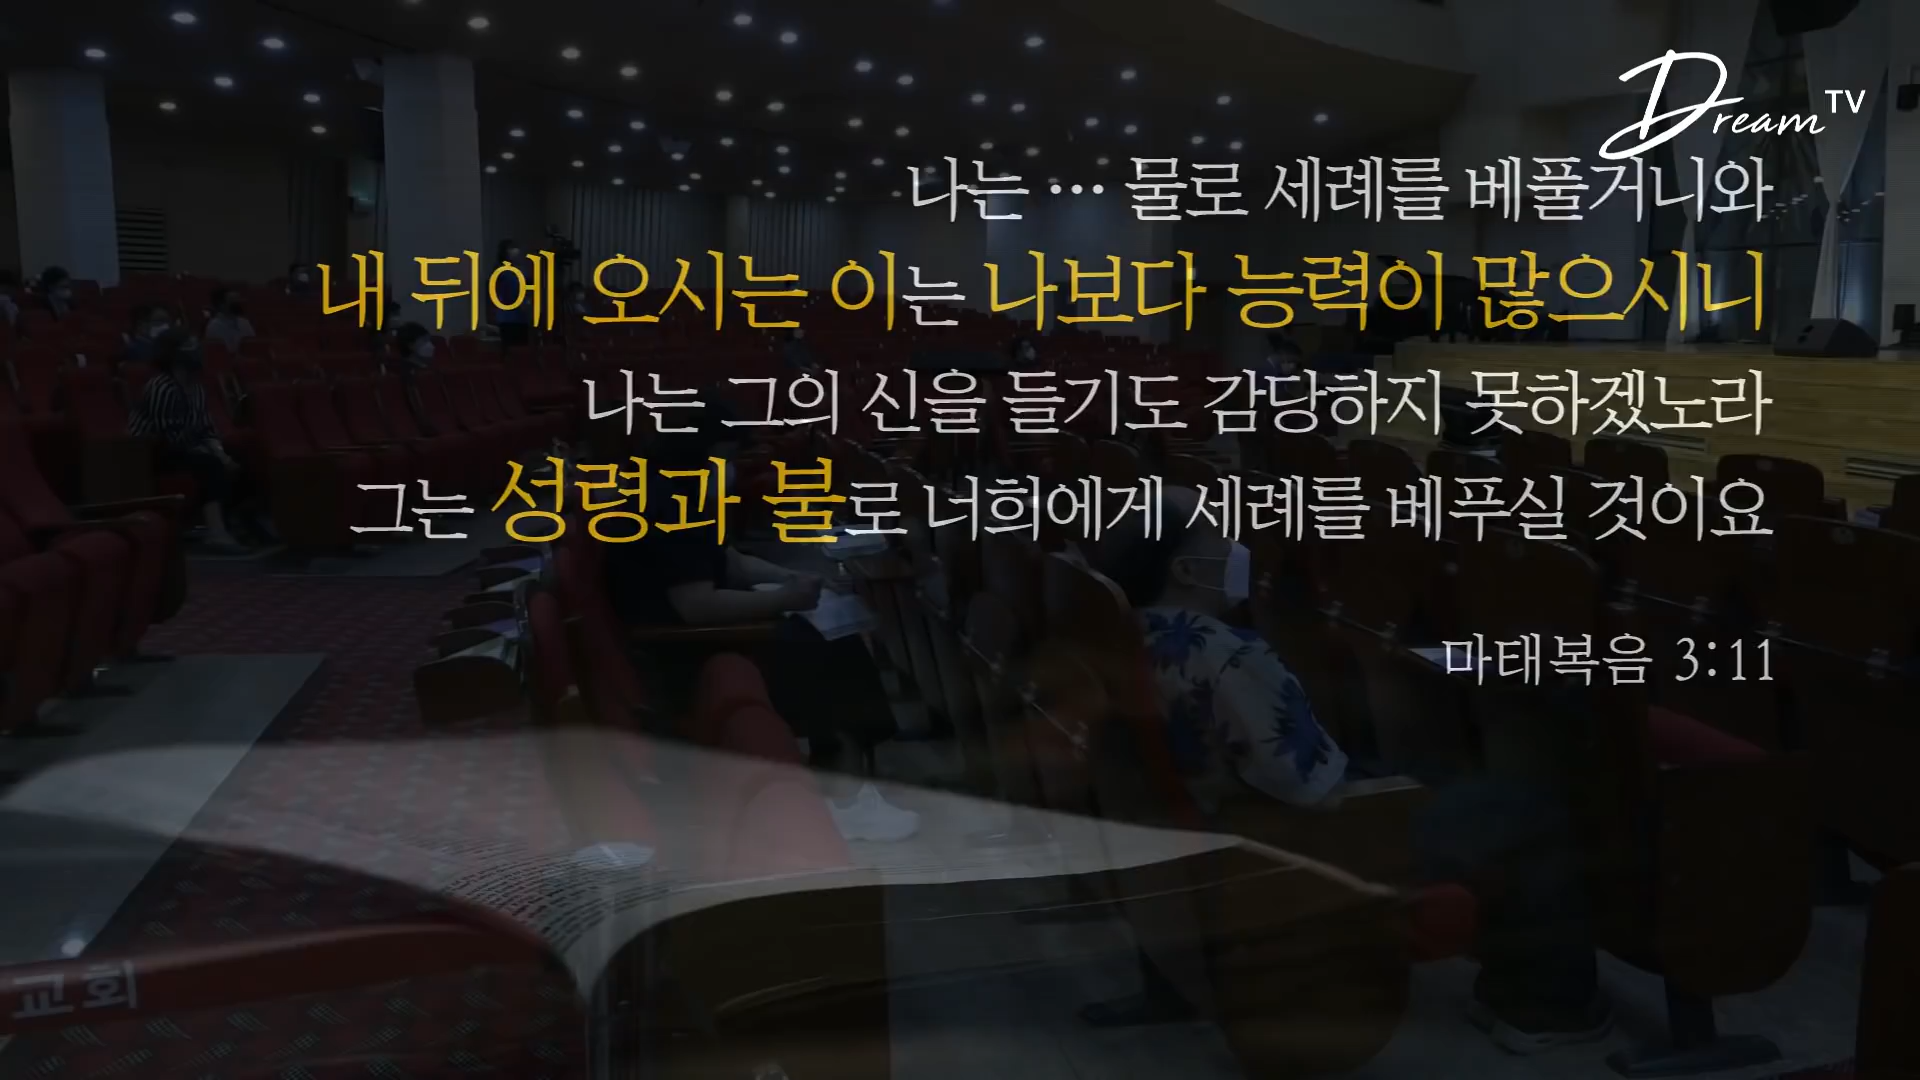 Dream TV
나는 … 물로 세례를 베풀거니와
내 뒤에 오시는 이는 나보다 능력이 많으시니
나는 그의 신을 들기도 감당하지 못하겠노라
그는 성령과 불로 너희에게 세례를 베푸실 것이요
마태복음 3:11
교회